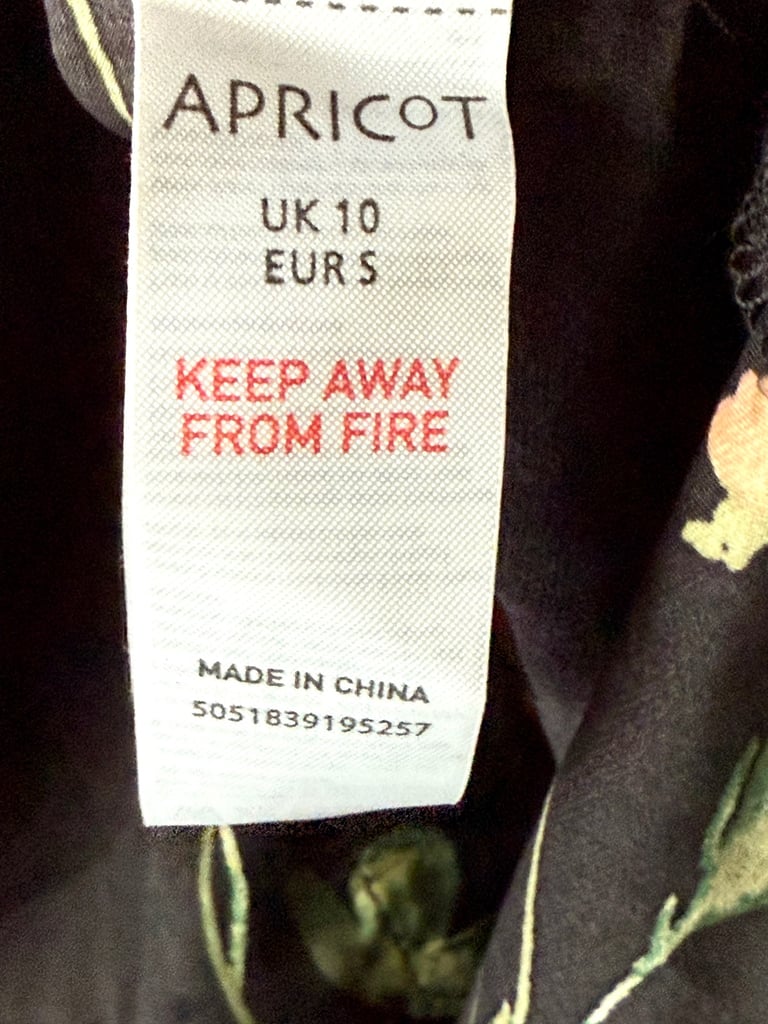 APRICOT
UK 10
EUR S
KEEP AWAY
FROM FIRE
MADE IN CHINA
5051839195257